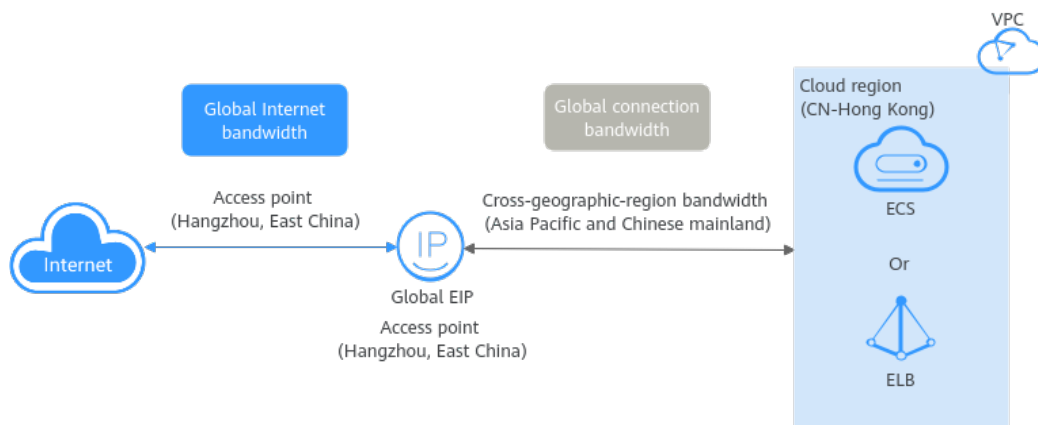 VPC
Global Internet
bandwidth
Global connection
bandwidth
Cloud region
(CN-Hong Kong)
Access point
(Hangzhou, East China)
Cross-geographic-region bandwidth
(Asia Pacific and Chinese mainland)
ECS
Internet
IP
Global EIP
Or
Access point
(Hangzhou, East China)
ELB